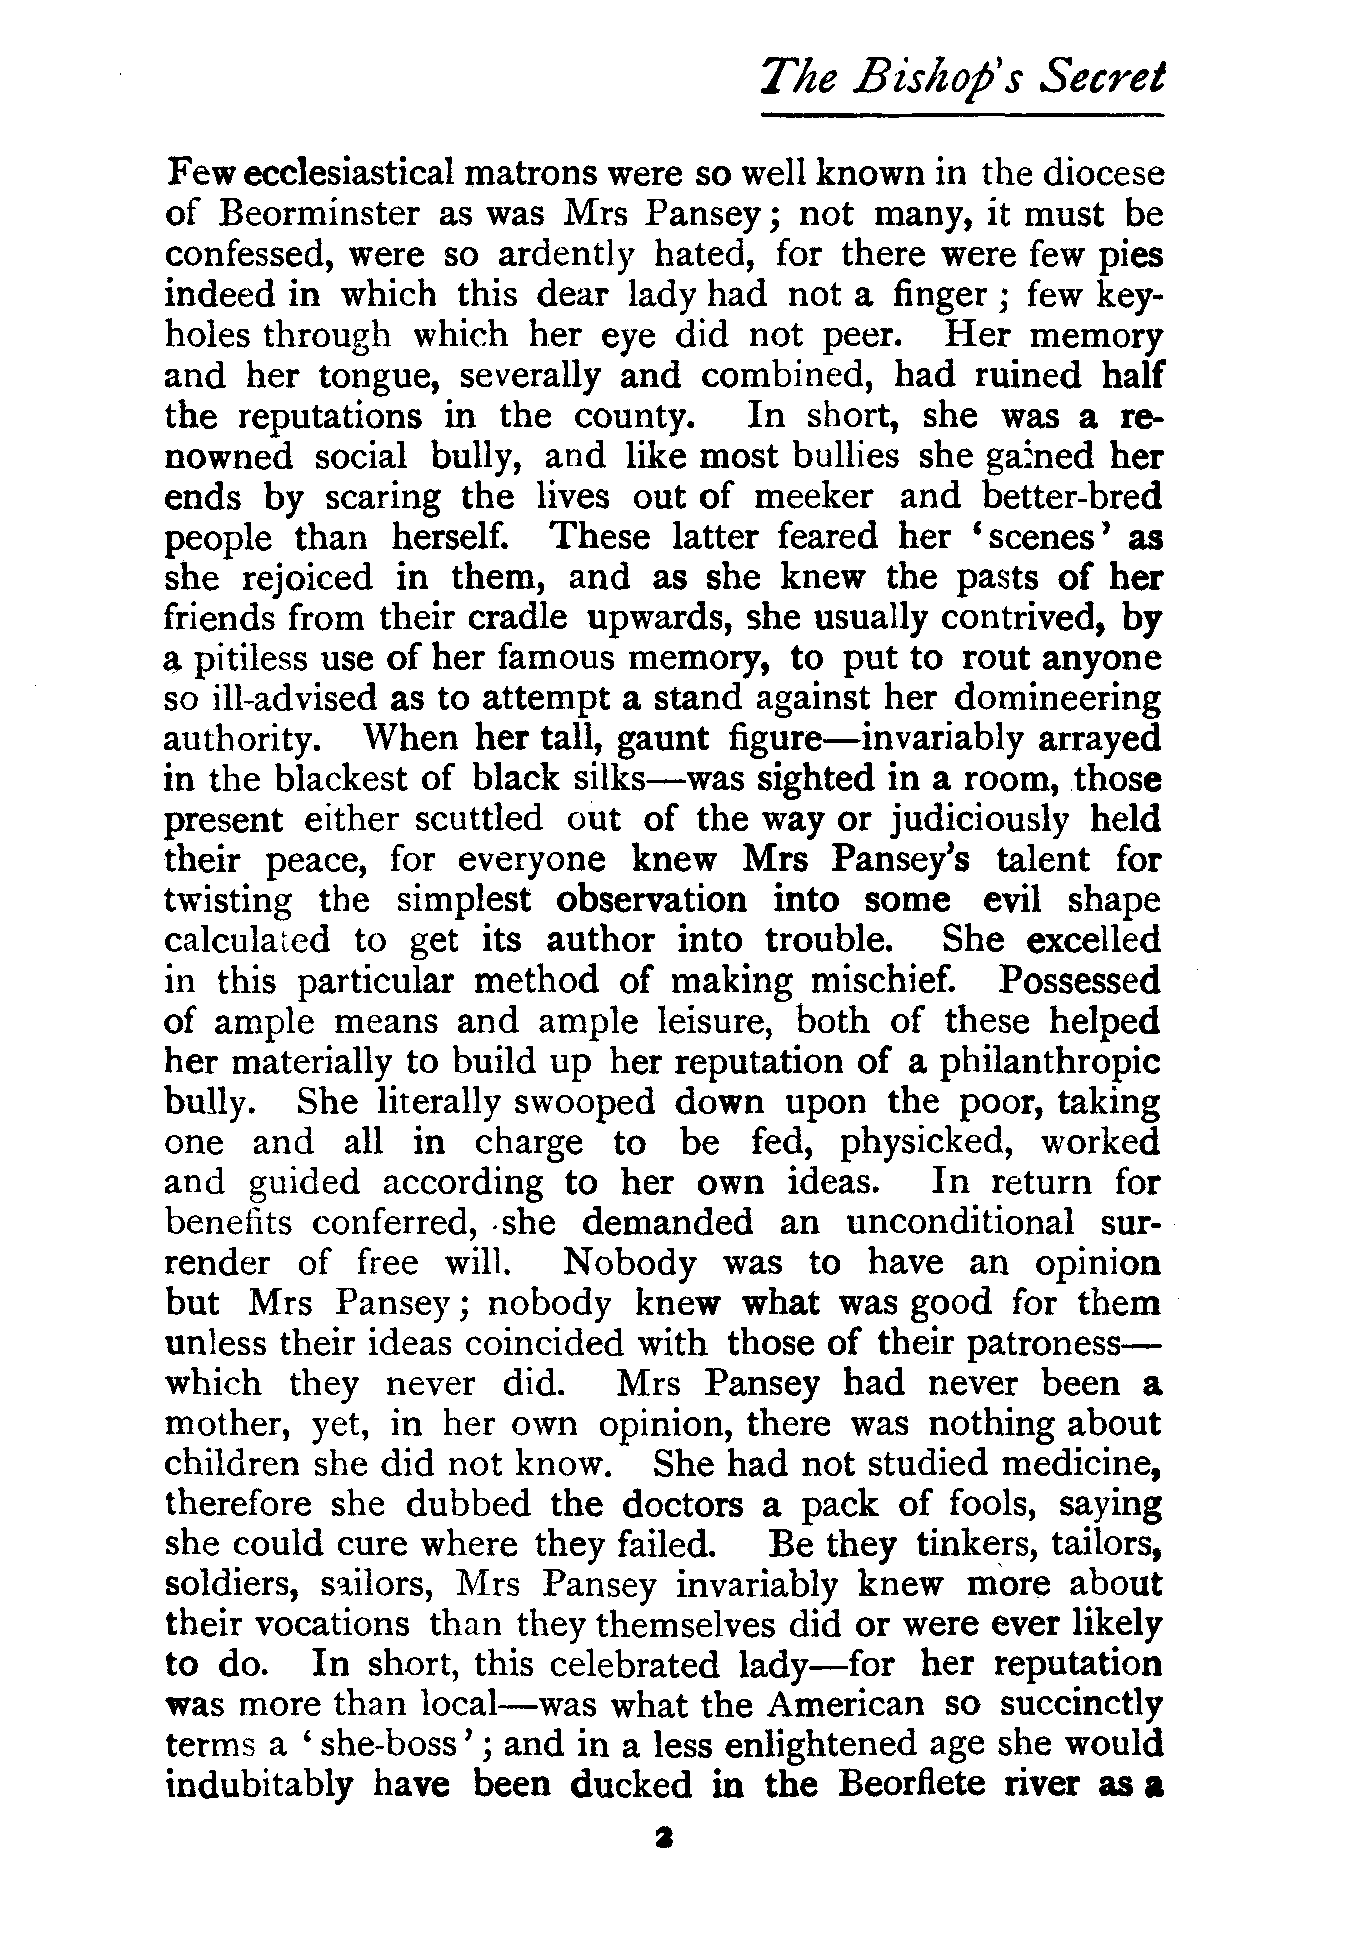 The Bishop's Secret
Few ecclesiastical matrons were so well known in the diocese
of Beorminster as was Mrs Pansey; not many, it must be
confessed, were so ardently hated, for there were few pies
indeed in which this dear lady had not a finger; few key-
holes through which her eye did not peer. Her memory
and her tongue, severally and combined, had ruined half
the reputations in the county. In short, she was a re-
nowned social bully, and like most bullies she gained her
ends by scaring the lives out of meeker and better-bred
people than herself. These latter feared her 'scenes' as
she rejoiced in them, and as she knew the pasts of her
friends from their cradle upwards, she usually contrived, by
a pitiless use of her famous memory, to put to rout anyone
so ill-advised as to attempt a stand against her domineering
authority. When her tall, gaunt figure—invariably arrayed
in the blackest of black silks—was sighted in a room, those
present either scuttled out of the way or judiciously held
their peace, for everyone knew Mrs Pansey's talent for
twisting the simplest observation into some evil shape
calculated to get its author into trouble. She excelled
in this particular method of making mischief. Possessed
of ample means and ample leisure, both of these helped
her materially to build up her reputation of a philanthropic
bully. She literally swooped down upon the poor, taking
one and all in charge to be fed, physicked, worked
and guided according to her own ideas. In return for
benefits conferred, she demanded an unconditional sur-
render of free will. Nobody was to have an opinion
but Mrs Pansey; nobody knew what was good for them
unless their ideas coincided with those of their patroness—
which they never did. Mrs Pansey had never been a
mother, yet, in her own opinion, there was nothing about
children she did not know. She had not studied medicine,
therefore she dubbed the doctors a pack of fools, saying
she could cure where they failed. Be they tinkers, tailors,
soldiers, sailors, Mrs Pansey invariably knew more about
their vocations than they themselves did or were ever likely
to do. In short, this celebrated lady—for her reputation
was more than local—was what the American so succinctly
terms a 'she-boss'; and in a less enlightened age she would
indubitably have been ducked in the Beorflete river as a
2